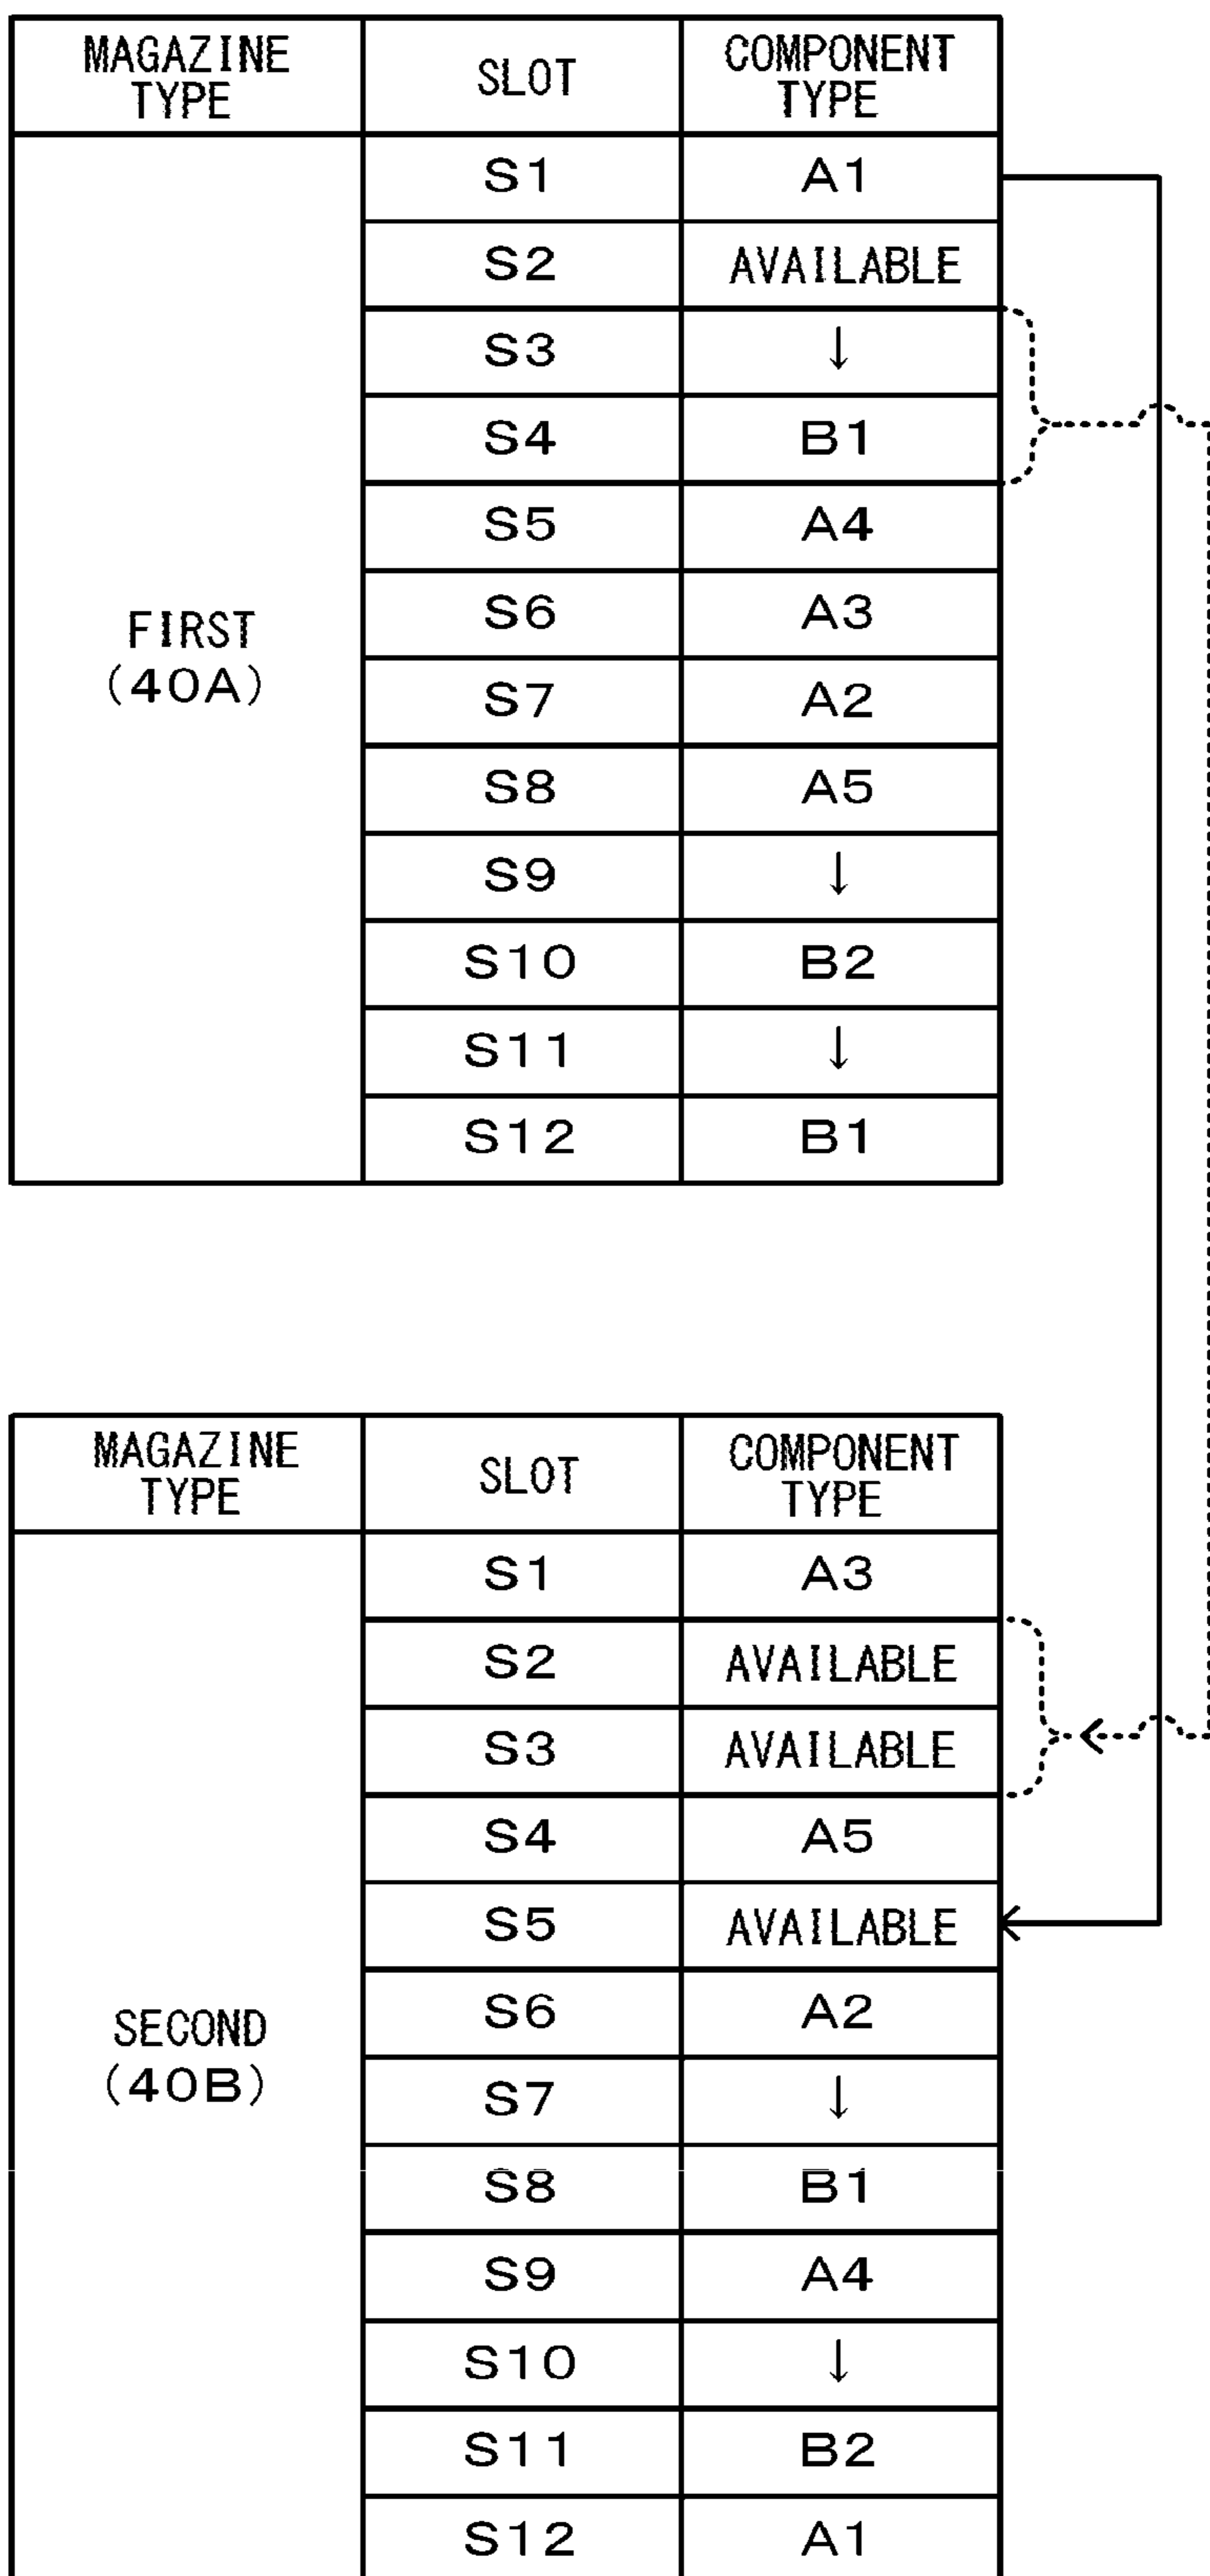 MAGAZINE TYPE SLOT COMPONENT TYPE
FIRST (40A)
S1 A1
S2 AVAILABLE
S3 ↓
S4 B1
S5 A4
S6 A3
S7 A2
S8 A5
S9 ↓
S10 B2
S11 ↓
S12 B1
MAGAZINE TYPE SLOT COMPONENT TYPE
SECOND (40B)
S1 A3
S2 AVAILABLE
S3 AVAILABLE
S4 A5
S5 AVAILABLE
S6 A2
S7 ↓
S8 B1
S9 A4
S10 ↓
S11 B2
S12 A1